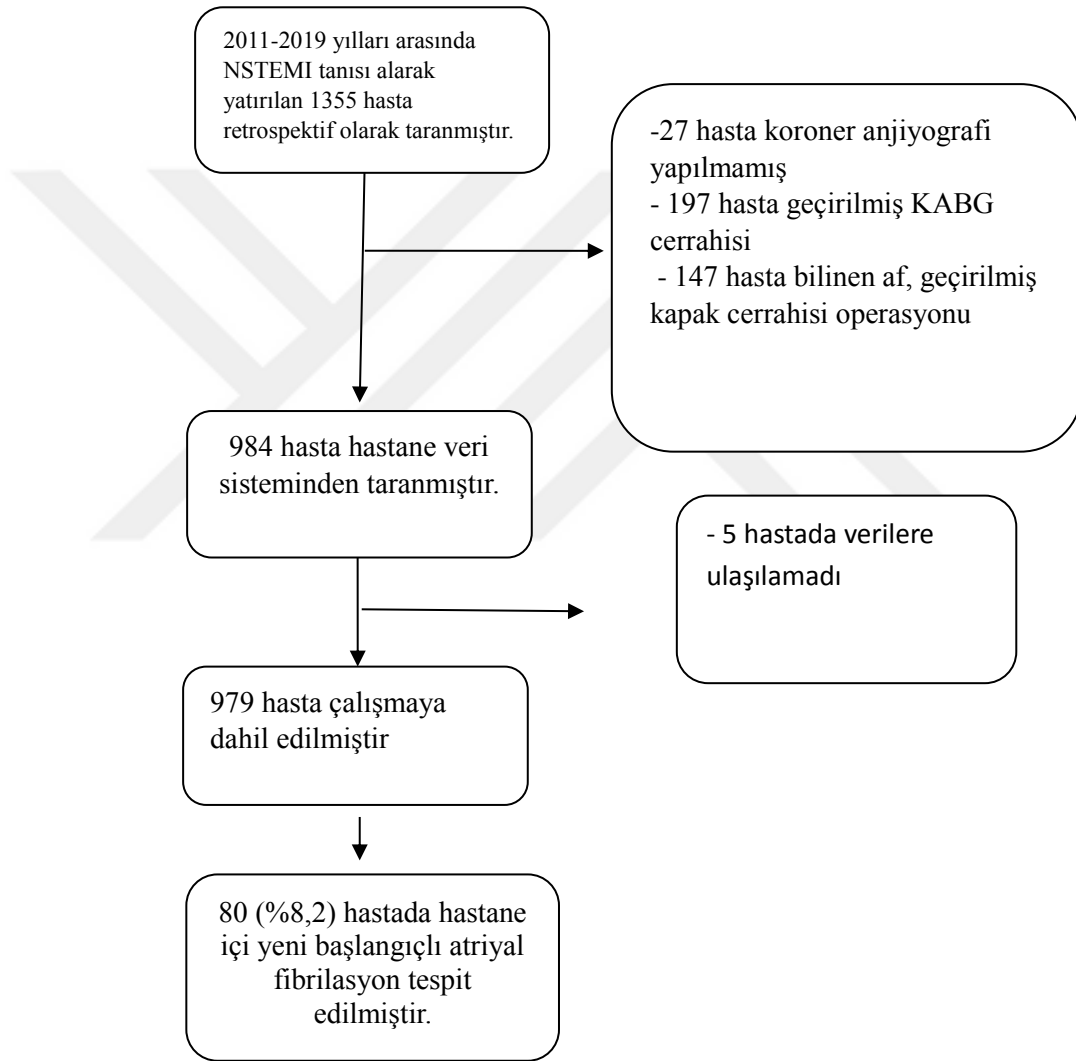 2011-2019 yılları arasında
NSTEMI tanısı alarak
yatırılan 1355 hasta
retrospektif olarak taranmıştır.
-27 hasta koroner anjiyografi
yapılmamış
- 197 hasta geçirilmiş KABG
cerrahisi
- 147 hasta bilinen af, geçirilmiş
kapak cerrahisi operasyonu
984 hasta hastane veri
sisteminden taranmıştır.
- 5 hastada verilere
ulaşılamadı
979 hasta çalışmaya
dahil edilmiştir
80 (%8,2) hastada hastane
içi yeni başlangıçlı atriyal
fibrilasyon tespit
edilmiştir.